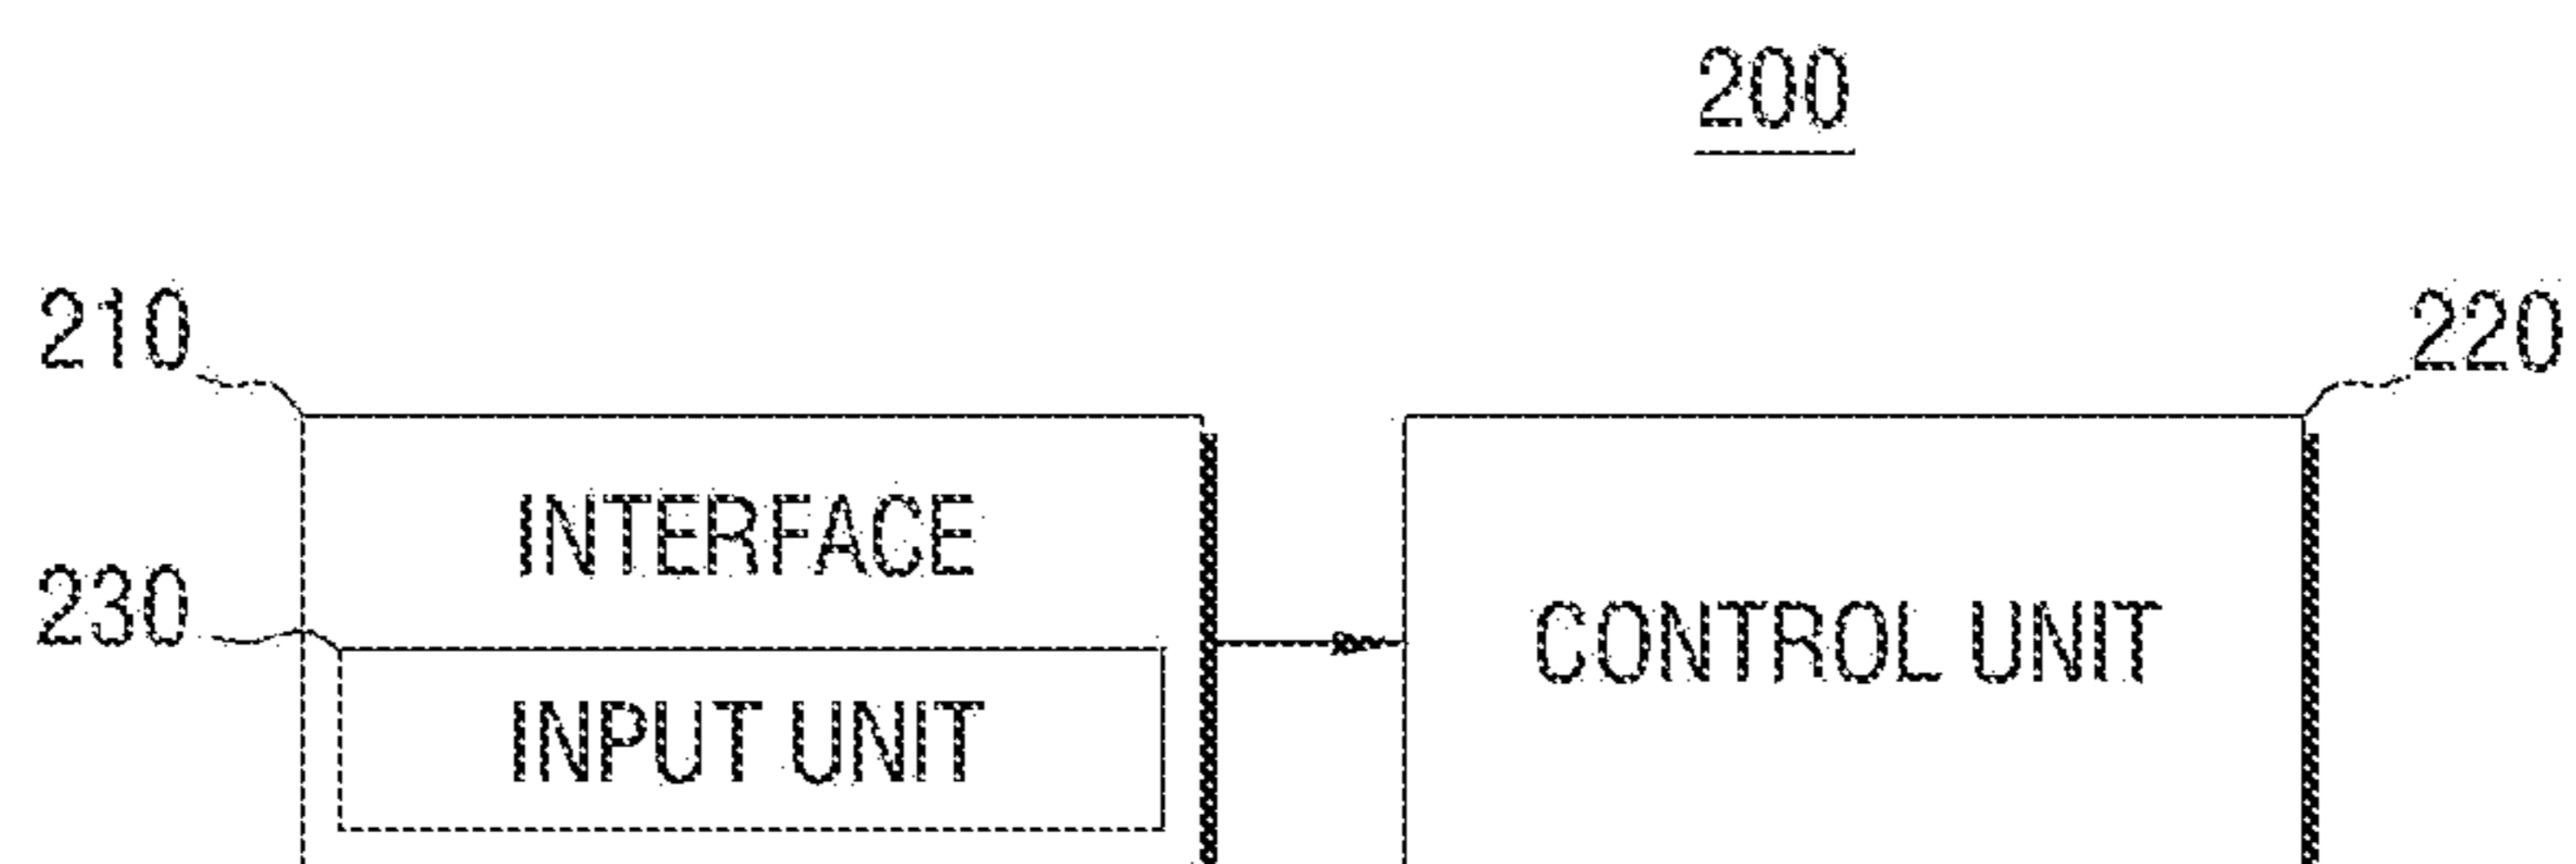 200
210
220
INTERFACE
230
CONTROL UNIT
INPUT UNIT